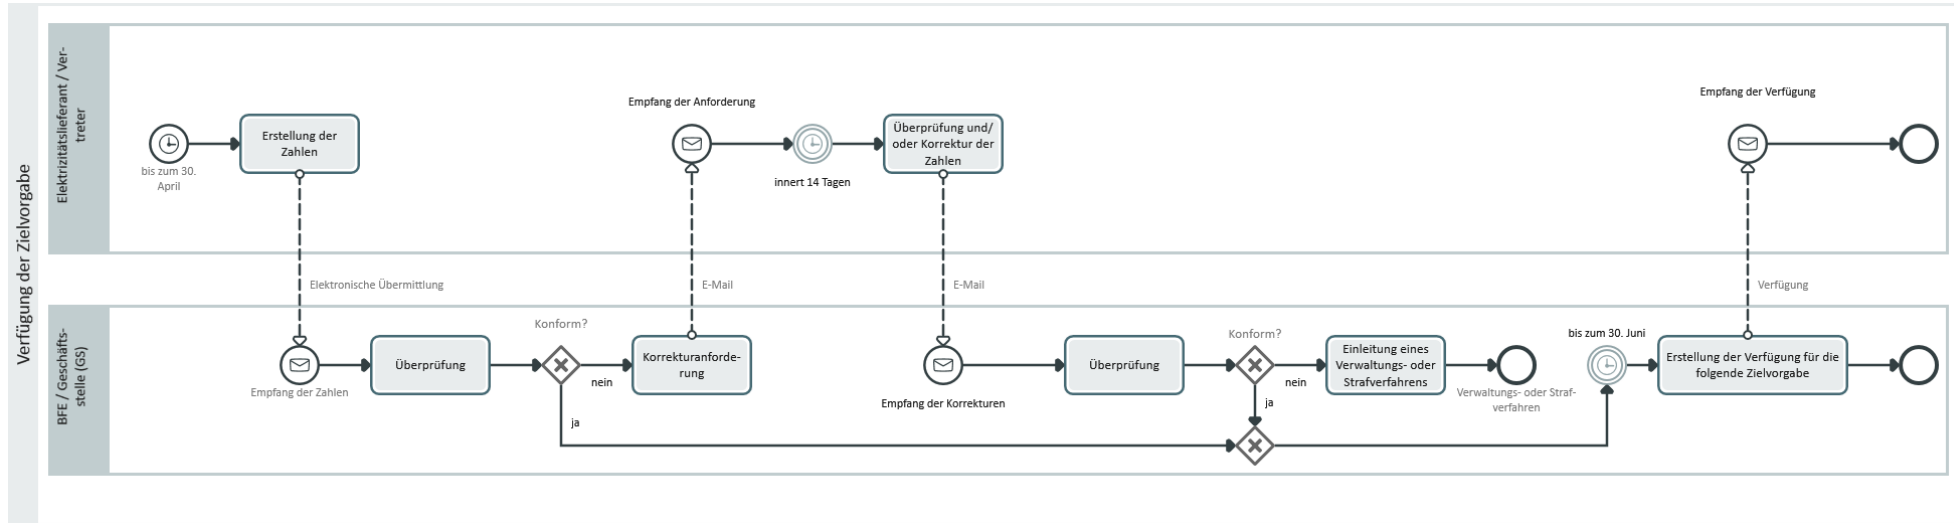 Verfügung der Zielvorgabe
Elektrizitätslieferant / Ver-
treter
bis zum 30.
April
Erstellung der
Zahlen
Empfang der Anforderung
innert 14 Tagen
Überprüfung und/
oder Korrektur der
Zahlen
Empfang der Verfügung
Elektronische Übermittlung
E-Mail
E-Mail
Verfügung
BFE / Geschäfts-
stelle (GS)
Empfang der Zahlen
Überprüfung
Konform?
nein
ja
Korrekturanforde-
rung
Empfang der Korrekturen
Überprüfung
Konform?
nein
ja
Einleitung eines
Verwaltungs- oder
Strafverfahrens
Verwaltungs- oder Straf-
verfahren
bis zum 30. Juni
Erstellung der Verfügung für die
folgende Zielvorgabe